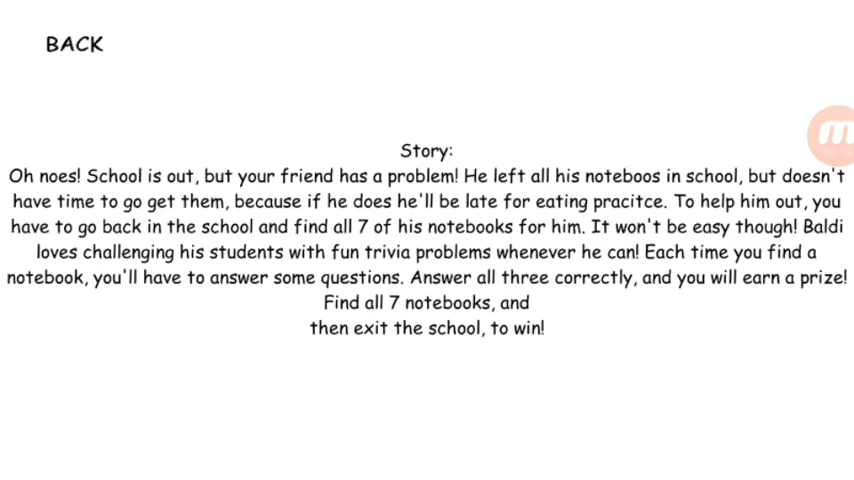 BACK
Story:
Oh noes! School is out, but your friend has a problem! He left all his noteboos in school, but doesn't
have time to go get them, because if he does he'll be late for eating pracitce. To help him out, you
have to go back in the school and find all 7 of his notebooks for him. It won't be easy though! Baldi
loves challenging his students with fun trivia problems whenever he can! Each time you find a
notebook, you'll have to answer some questions. Answer all three correctly, and you will earn a prize!
Find all 7 notebooks, and
then exit the school, to win!